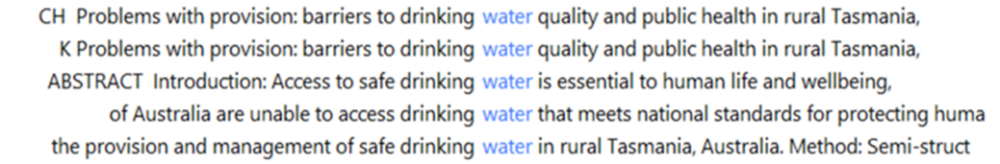 CH Problems with provision: barriers to drinking water quality and public health in rural Tasmania,
K Problems with provision: barriers to drinking water quality and public health in rural Tasmania,
ABSTRACT Introduction: Access to safe drinking water is essential to human life and wellbeing,
of Australia are unable to access drinking water that meets national standards for protecting huma
the provision and management of safe drinking water in rural Tasmania, Australia. Method: Semi-struct